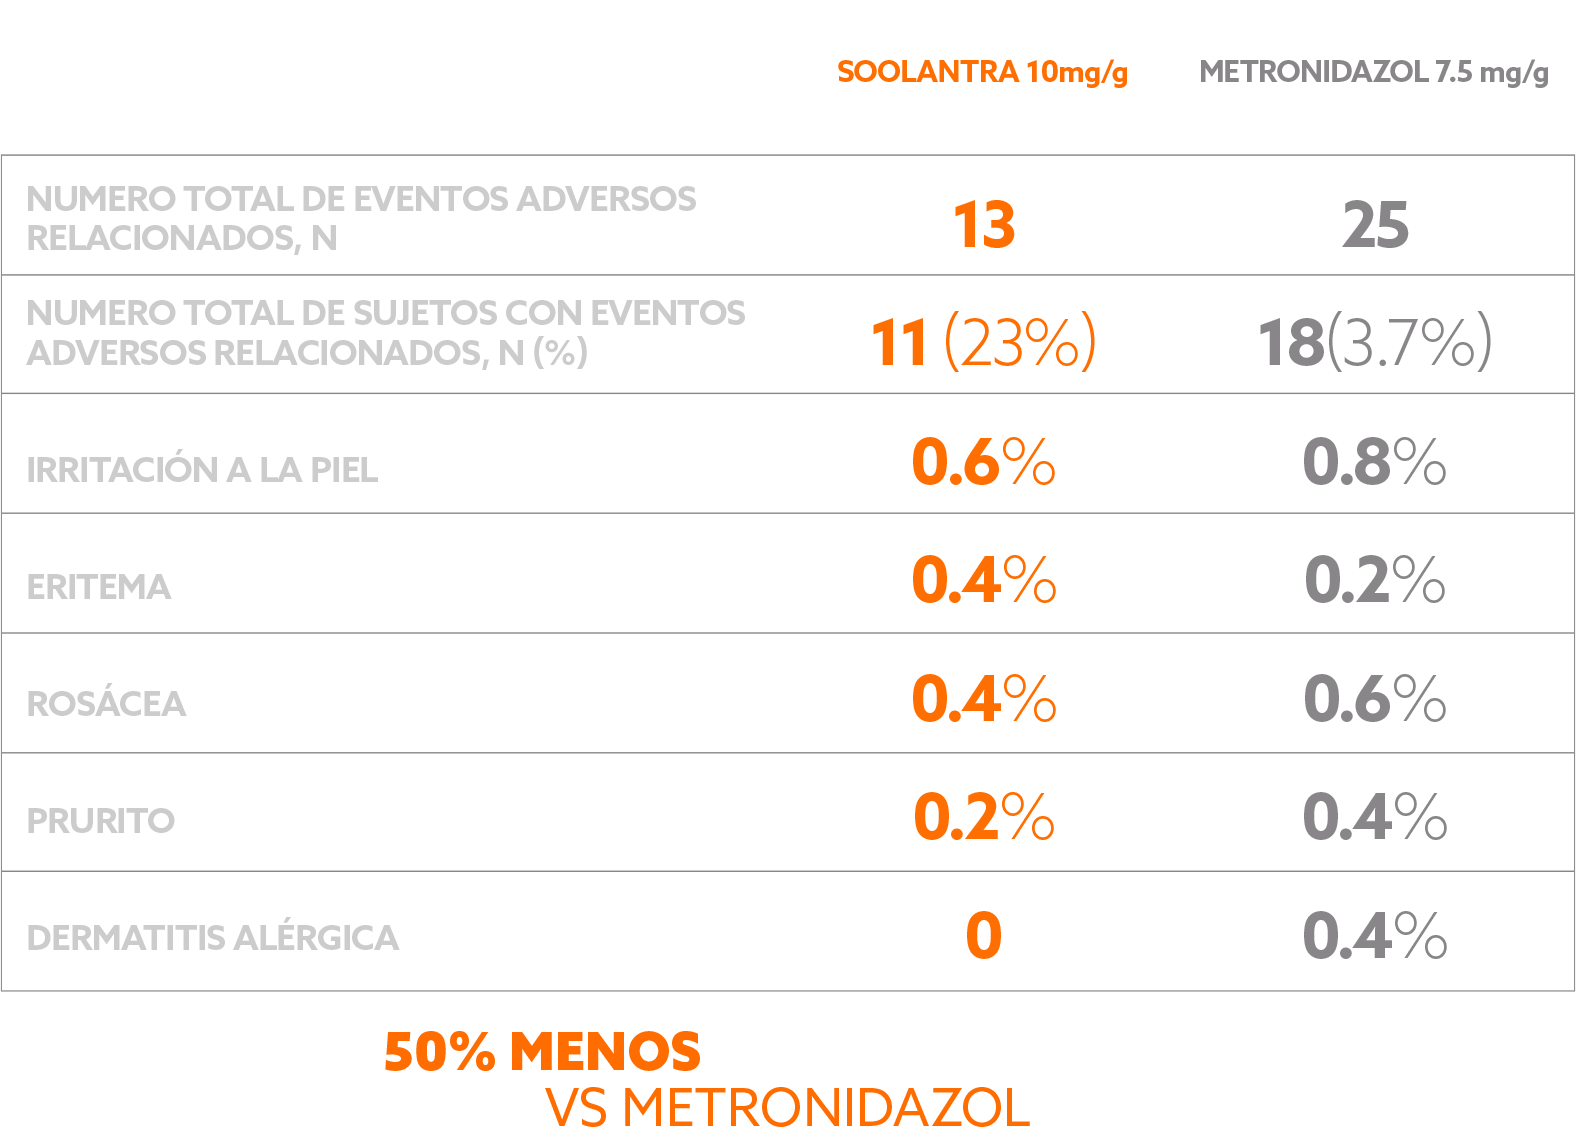 SOOLANTRA 10mg/g METRONIDAZOL 7.5 mg/g
NUMERO TOTAL DE EVENTOS ADVERSOS
RELACIONADOS, N
13 25
NUMERO TOTAL DE SUJETOS CON EVENTOS
ADVERSOS RELACIONADOS, N (%)
11 (23%) 18(3.7%)
IRRITACIÓN A LA PIEL 0.6% 0.8%
ERITEMA 0.4% 0.2%
ROSÁCEA 0.4% 0.6%
PRURITO 0.2% 0.4%
DERMATITIS ALÉRGICA 0 0.4%
50% MENOS
VS METRONIDAZOL